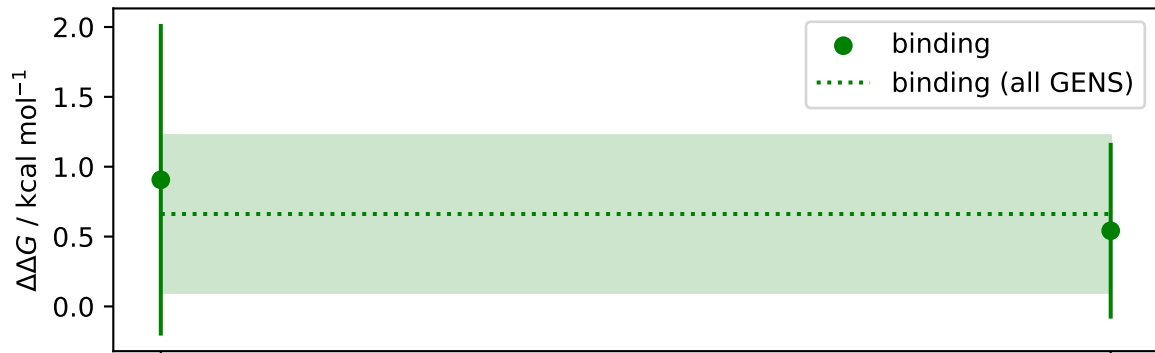 2.0
1.5
1.0
0.5
0.0
ΔΔG / kcal mol⁻¹
binding
binding (all GENS)